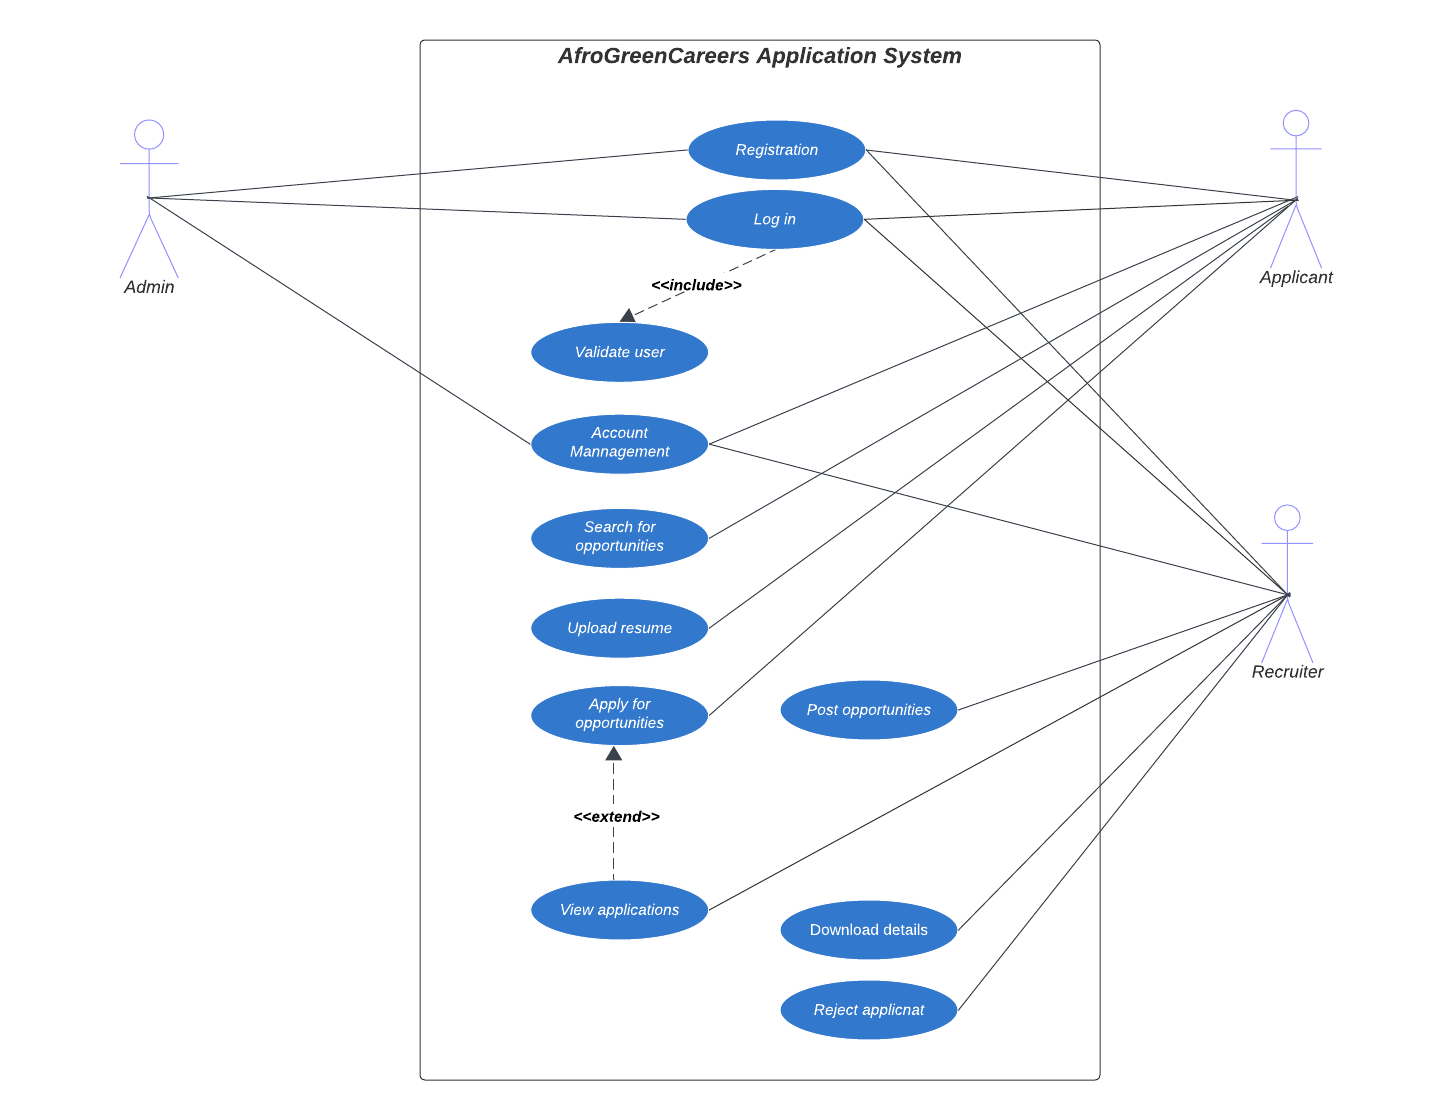 AfroGreenCareers Application System
Registration
Log in
<<include>>
Admin
Applicant
Validate user
Account
Mannagement
Search for
opportunities
Upload resume
Recruiter
Apply for
opportunities
Post opportunities
<<extend>>
View applications
Download details
Reject applicnat